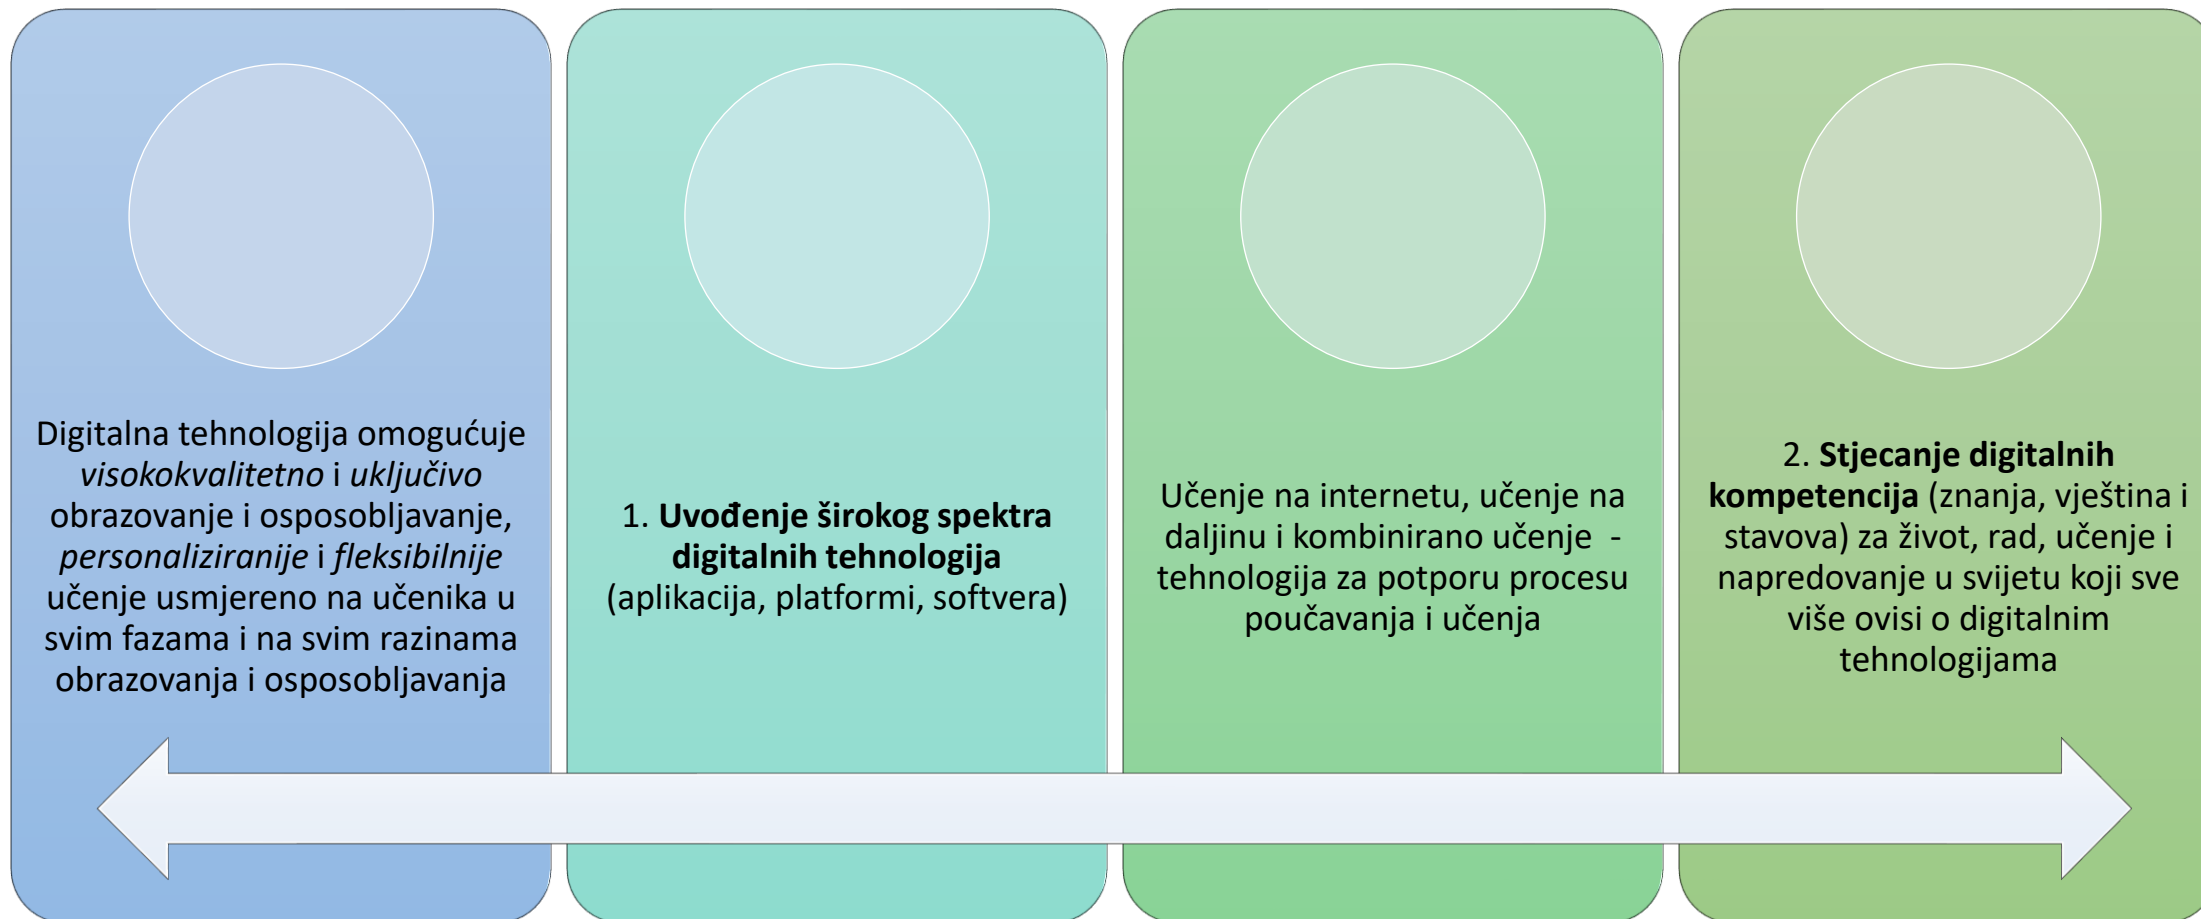 Digitalna tehnologija omogućuje
visokokvalitetno i uključivo
obrazovanje i osposobljavanje,
personaliziranije i fleksibilnije
učenje usmjereno na učenika u
svim fazama i na svim razinama
obrazovanja i osposobljavanja
1. Uvođenje širokog spektra
digitalnih tehnologija
(aplikacija, platformi, softvera)
Učenje na internetu, učenje na
daljinu i kombinirano učenje -
tehnologija za potporu procesu
poučavanja i učenja
2. Stjecanje digitalnih
kompetencija (znanja, vještina i
stavova) za život, rad, učenje i
napredovanje u svijetu koji sve
više ovisi o digitalnim
tehnologijama